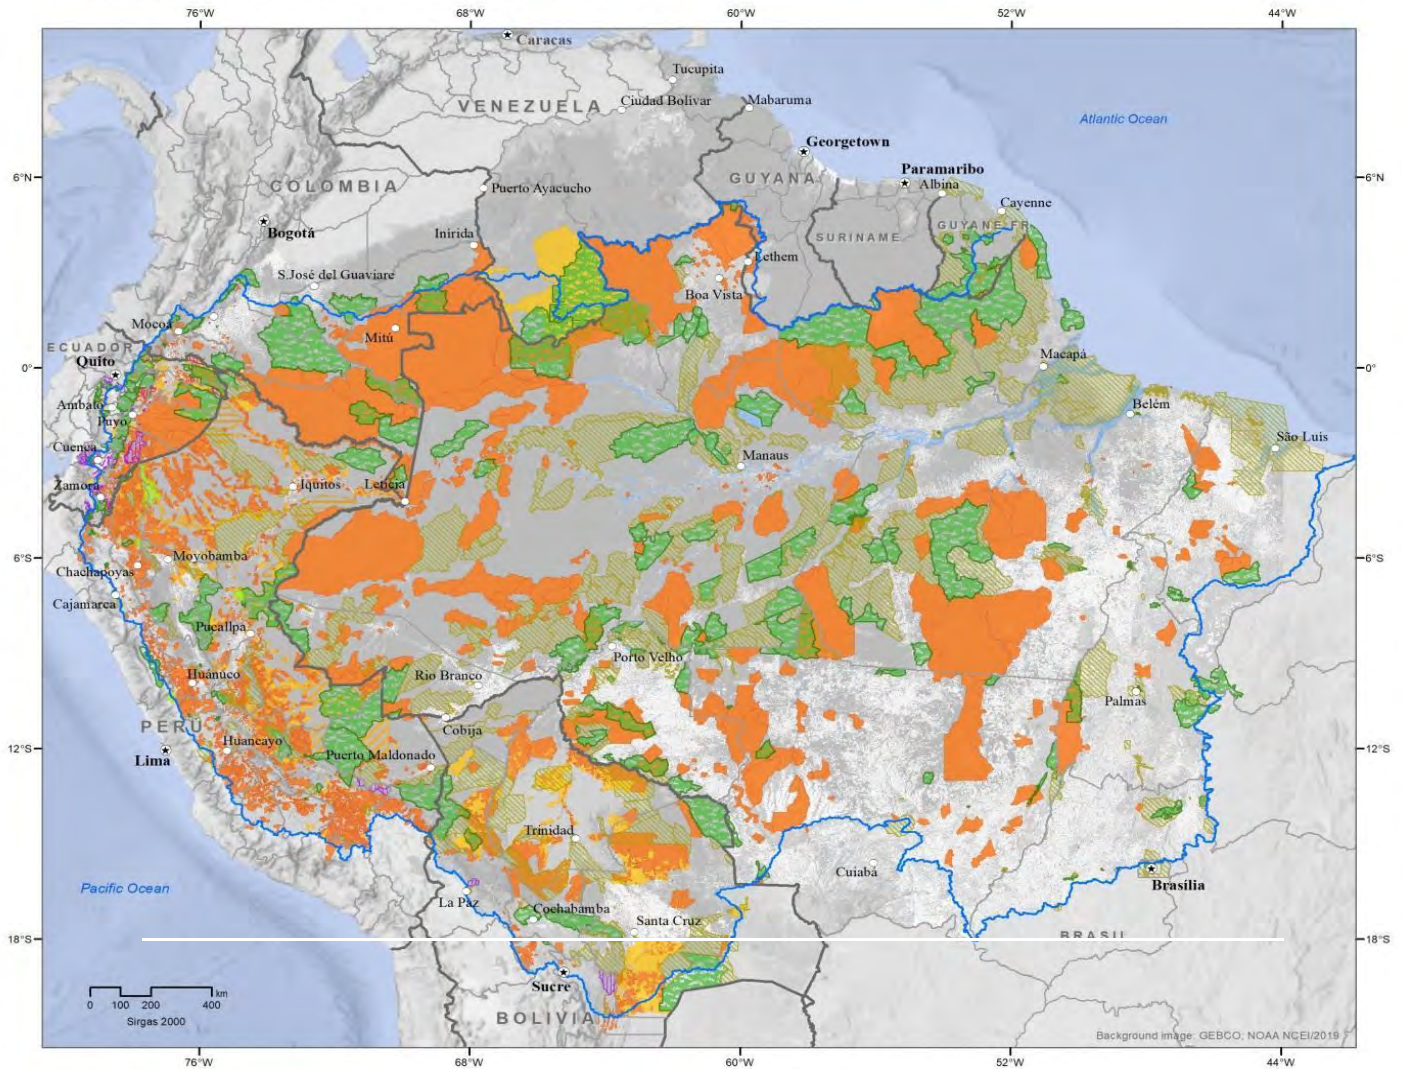 76°W 68°W 60°W 52°W 44°W
Caracas
Tucupita
VENEZUELA Ciudad Bolivar Mabaruma
Atlantic Ocean
Georgetown
Paramaribo
6°N COLOMBIA Puerto Ayacucho GUYANA Albina 6°N
Cayenne
Bogotá Inírida SURINAME GUYANE FR.
Lethem
S.José del Guaviare
Boa Vista
Mocoa
Mitú
ECUADOR Macapá
Quito
0° 0°
Ambato Belém
Puyo
Cuenca São Luis
Manaus
Zamora Iquitos Leticia
6°S Moyobamba 6°S
Chachapoyas
Cajamarca
Pucallpa
Porto Velho
Huánuco Rio Branco
Palmas
PERÚ Cobija
12°S Huancayo 12°S
Lima Puerto Maldonado
Trinidad
Cuiabá
Pacific Ocean Brasília
La Paz
Cochabamba
Santa Cruz
18°S 18°S
Sucre
0 100 200 400 km
Sirgas 2000
BOLIVIA
Background image: GEBCO; NOAA NCEI/2019
76°W 68°W 60°W 52°W 44°W